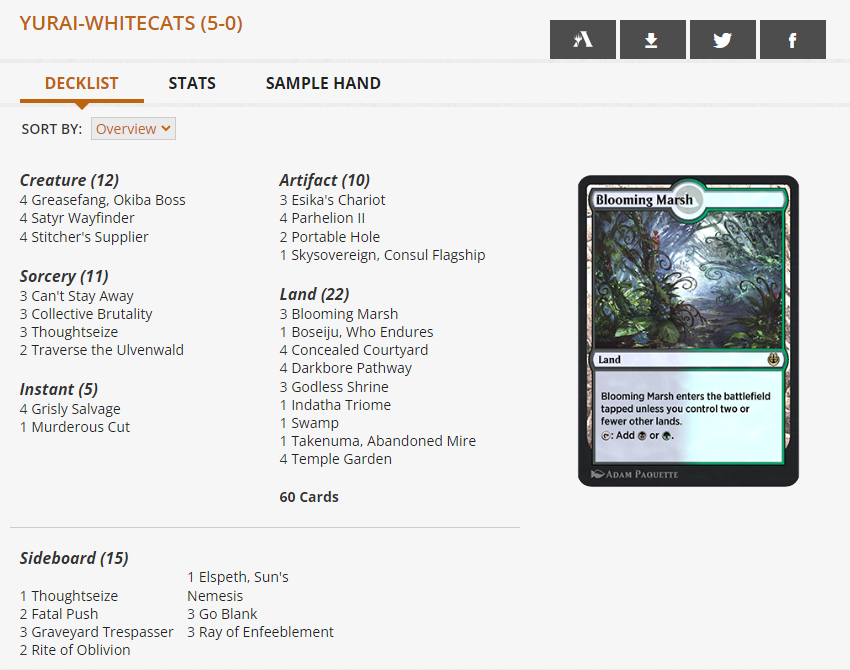 YURAI-WHITECATS (5-0)
DECKLIST STATS SAMPLE HAND
SORT BY: Overview
Creature (12)
4 Greasefang, Okiba Boss
4 Satyr Wayfinder
4 Stitcher's Supplier
Sorcery (11)
3 Can't Stay Away
3 Collective Brutality
3 Thoughtseize
2 Traverse the Ulvenwald
Instant (5)
4 Grisly Salvage
1 Murderous Cut
Artifact (10)
3 Esika's Chariot
4 Parhelion II
2 Portable Hole
1 Skysovereign, Consul Flagship
Land (22)
3 Blooming Marsh
1 Boseiju, Who Endures
4 Concealed Courtyard
4 Darkbore Pathway
3 Godless Shrine
1 Indatha Triome
1 Swamp
1 Takenuma, Abandoned Mire
4 Temple Garden
60 Cards
Blooming Marsh
Land
Blooming Marsh enters the battlefield
tapped unless you control two or
fewer other lands.
: Add or .
ADAM PAQUETTE
Sideboard (15)
1 Thoughtseize
2 Fatal Push
3 Graveyard Trespasser
2 Rite of Oblivion
1 Elspeth, Sun's
Nemesis
3 Go Blank
3 Ray of Enfeeblement